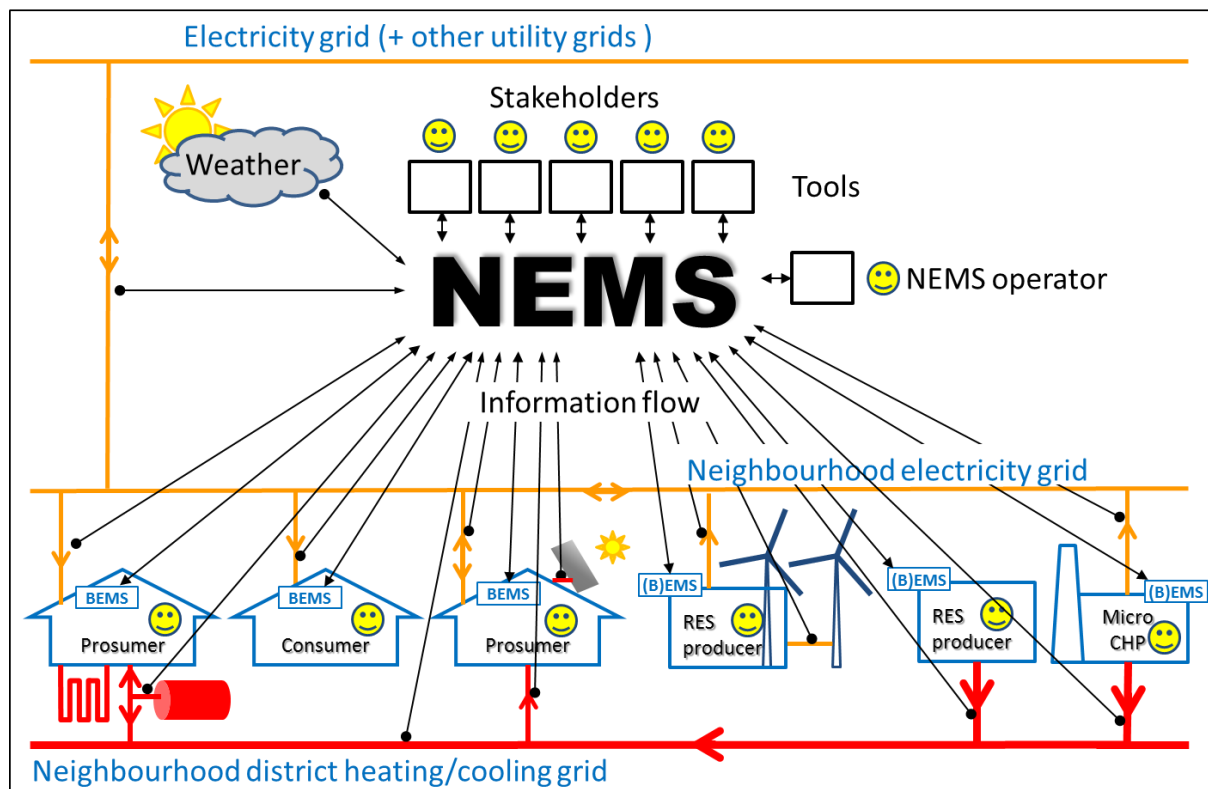 Electricity grid (+ other utility grids )
Stakeholders
Weather
Tools
NEMS
NEMS operator
Information flow
Neighbourhood electricity grid
BEMS
Prosumer
BEMS
Consumer
BEMS
Prosumer
(B)EMS
RES
producer
(B)EMS
RES
producer
(B)EMS
Micro
CHP
Neighbourhood district heating/cooling grid